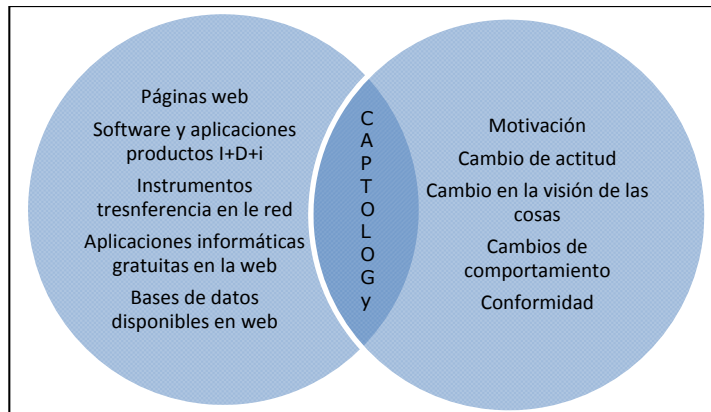 Páginas web
Software y aplicaciones
productos I+D+i
Instrumentos
tresnferencia en le red
Aplicaciones informáticas
gratuitas en la web
Bases de datos
disponibles en web
C
A
P
T
O
L
O
G
y
Motivación
Cambio de actitud
Cambio en la visión de las
cosas
Cambios de
comportamiento
Conformidad